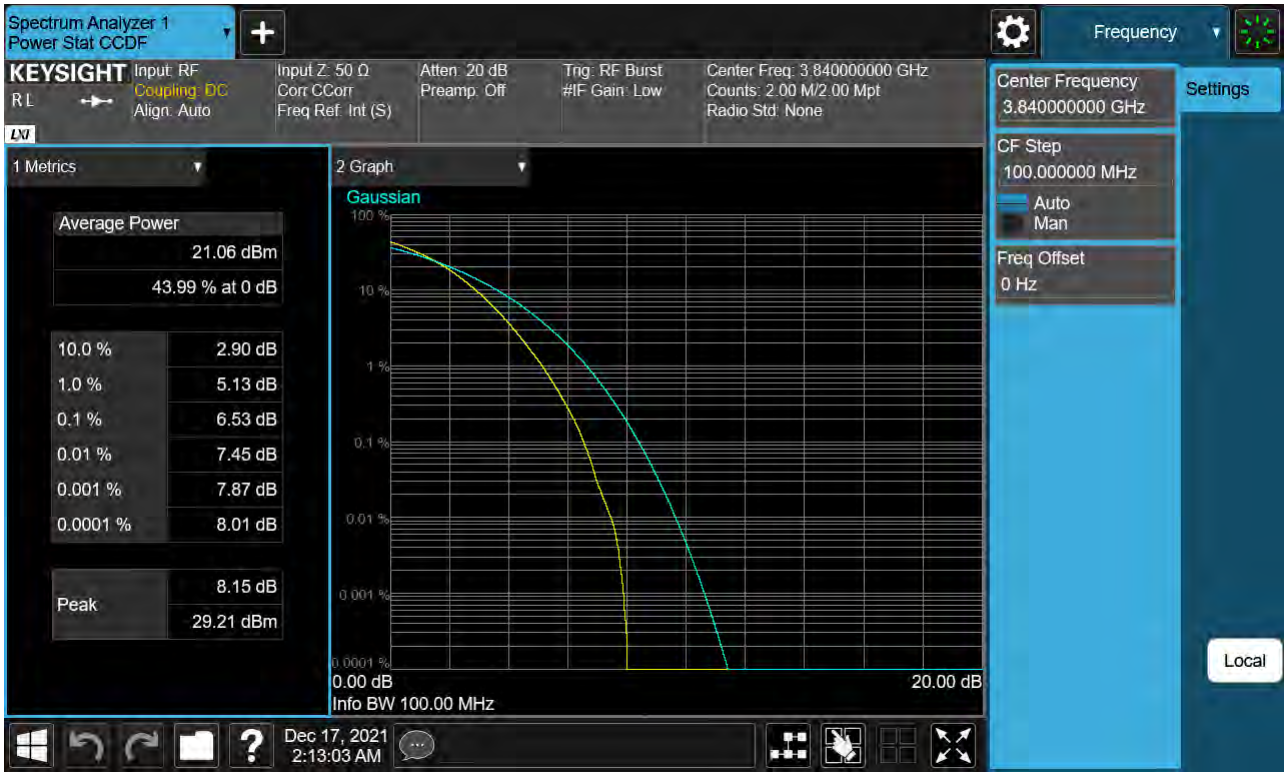 Spectrum Analyzer 1
Power Stat CCDF
+
Frequency
KEYSIGHT
R L
LXI
Input: RF
Coupling: DC
Align: Auto
Input Z: 50 Ω
Corr CCorr
Freq Ref: Int (S)
Atten: 20 dB
Preamp: Off
Trig: RF Burst
#IF Gain: Low
Center Freq: 3.840000000 GHz
Counts: 2.00 M/2.00 Mpt
Radio Std: None
Center Frequency
3.840000000 GHz
Settings
CF Step
100.000000 MHz
Auto
Man
Freq Offset
0 Hz
1 Metrics
Average Power
21.06 dBm
43.99 % at 0 dB
10.0 % 2.90 dB
1.0 % 5.13 dB
0.1 % 6.53 dB
0.01 % 7.45 dB
0.001 % 7.87 dB
0.0001 % 8.01 dB
Peak
8.15 dB
29.21 dBm
2 Graph
Gaussian
100 %
10 %
1 %
0.1 %
0.01 %
0.001 %
0.0001 %
0.00 dB 20.00 dB
Info BW 100.00 MHz
Local
?
Dec 17, 2021
2:13:03 AM